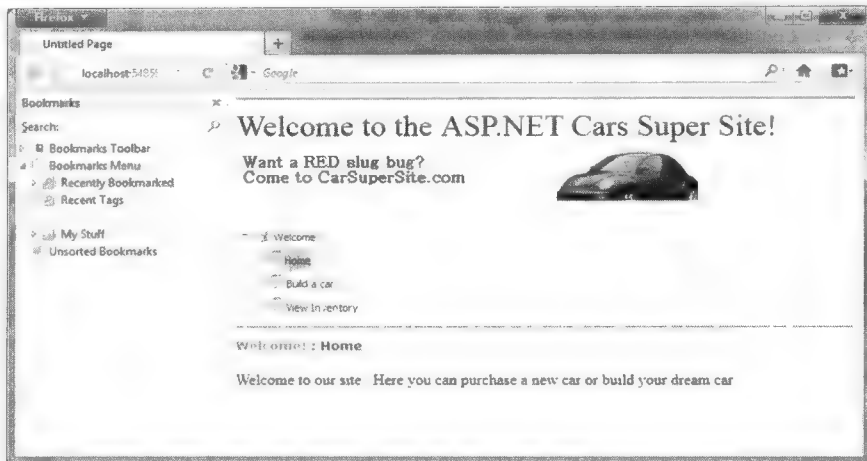 Firefox
Untitled Page
+
localhost:5485
Google
Bookmarks
Search:
Bookmarks Toolbar
Bookmarks Menu
Recently Bookmarked
Recent Tags
My Stuff
Unsorted Bookmarks
Welcome to the ASP.NET Cars Super Site!
Want a RED slug bug?
Come to CarSuperSite.com
Welcome
Home
Build a car
View Inventory
Welcome! : Home
Welcome to our site Here you can purchase a new car or build your dream car